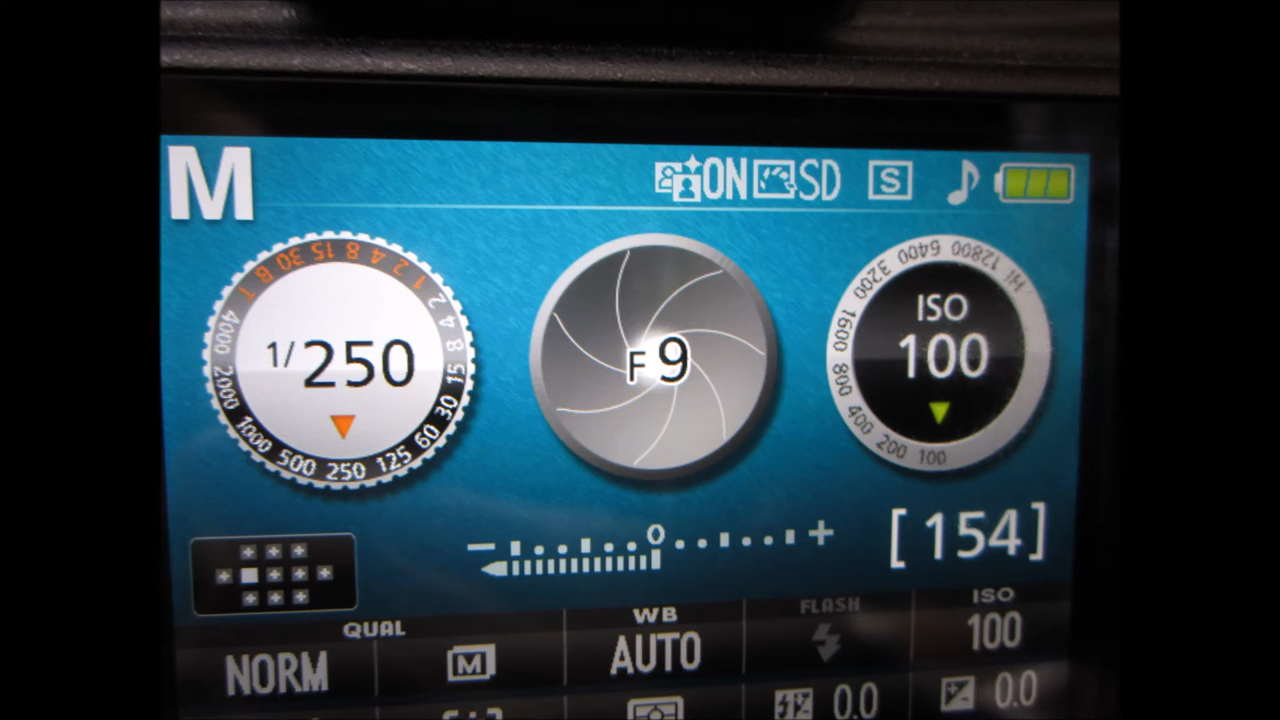 M
ON SD S
T B 30 15 8 4 2 1 2 4 8 15 30 60 125 250 500 1000 2000 4000
1/250
F9
100 200 400 800 1600 3200 6400 12800 Hi
ISO
100
− 0 +
[154]
QUAL WB FLASH ISO
NORM M AUTO 100
0.0 0.0